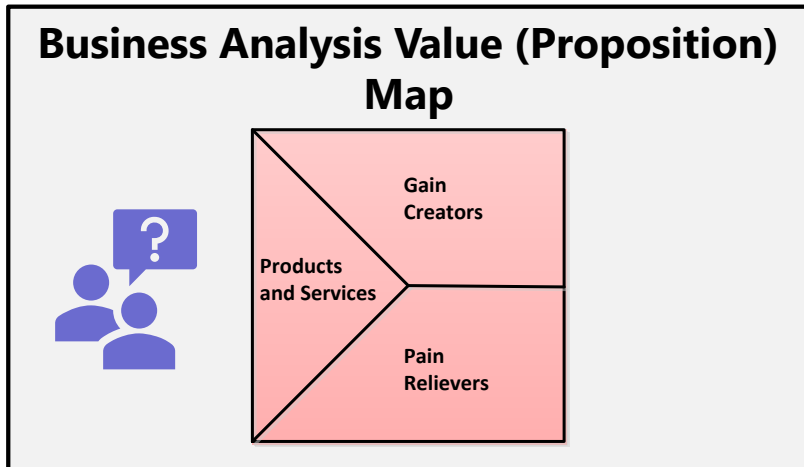 Business Analysis Value (Proposition)
Map
Gain
Creators
Products
and Services
Pain
Relievers
?